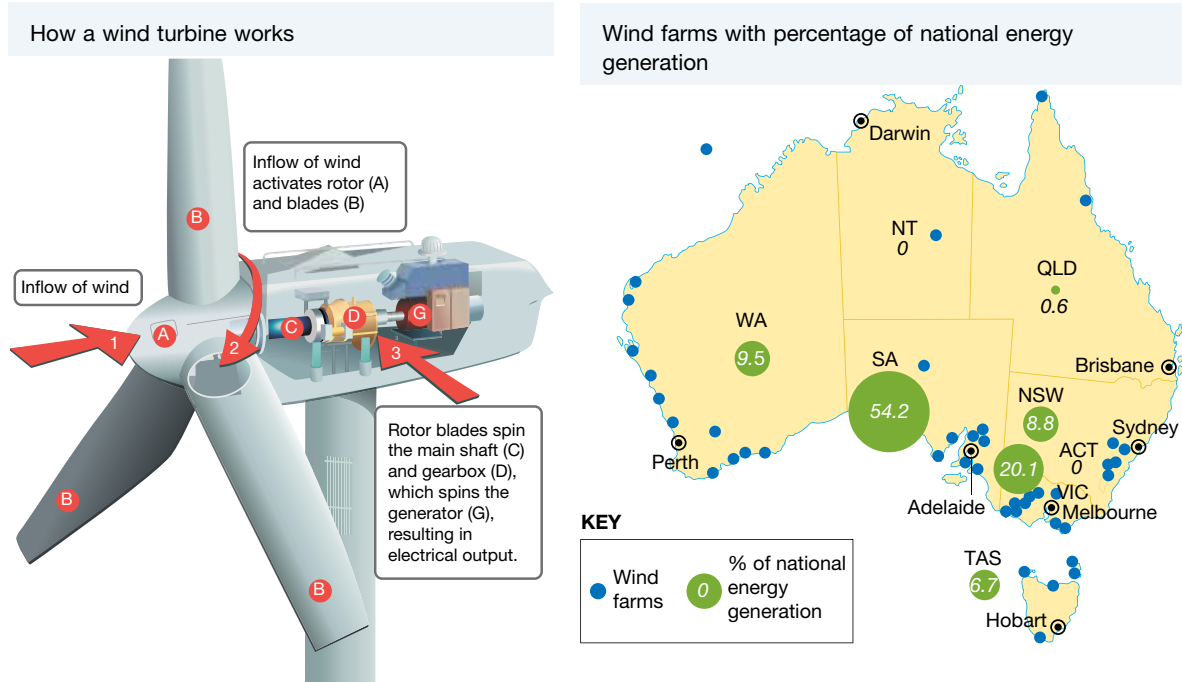 How a wind turbine works
B
Inflow of wind
activates rotor (A)
and blades (B)
Inflow of wind
1
A
2
C
D
G
3
B
B
Rotor blades spin
the main shaft (C)
and gearbox (D),
which spins the
generator (G),
resulting in
electrical output.
Wind farms with percentage of national energy
generation
Darwin
NT
0
QLD
0.6
WA
9.5
SA
54.2
Brisbane
NSW
8.8
Sydney
ACT
0
20.1
Perth
Adelaide
VIC
Melbourne
TAS
6.7
Hobart
KEY
Wind
farms
0
% of national
energy
generation